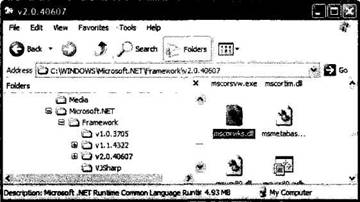 v2.0.40607
File Edit View Favorites Tools Help
Back Search Folders
Address C:\WINDOWS\Microsoft.NET\Framework\v2.0.40607 Go
Folders
mscorsvw.exe mscortim.dll
Media
Microsoft.NET
Framework
v1.0.3705
mscorwks.dll msmetabas...
v1.1.4322
v2.0.40607
VJSharp
Description: Microsoft .NET Runtime Common Language Runtir 4.93 MB My Computer